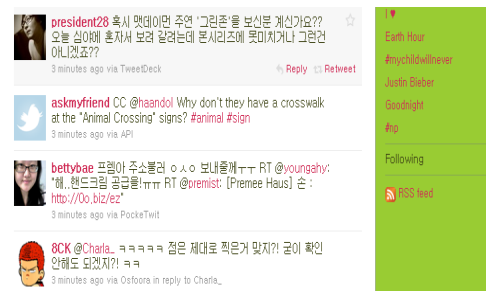 president28 혹시 맷데이먼 주연 '그린존'을 보신분 계신가요??
오늘 심야에 혼자서 보려 갈려는데 본시리즈에 못미치거나 그런건
아니겠죠??
3 minutes ago via TweetDeck
Reply Retweet
askmyfriend CC @haandol Why don't they have a crosswalk
at the "Animal Crossing" signs? #animal #sign
3 minutes ago via API
bettybae 프렘아 주소불러 ㅇㅅㅇ 보내줄께ㅜㅜ RT @youngahy:
"해..핸드크림 공급을!ㅠㅠ RT @premist: [Premee Haus] 손 :
http://0o.biz/ez"
3 minutes ago via PockeTwit
8CK @Charla_ ㅋㅋㅋㅋㅋ 점은 제대로 찍은거 맞지?! 굳이 확인
안해도 되겠지?! ㅋㅋ
3 minutes ago via Osfoora in reply to Charla_
I ♥
Earth Hour
#mychildwillnever
Justin Bieber
Goodnight
#np
Following
RSS feed